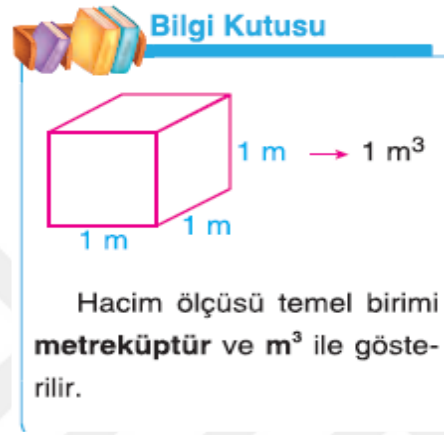 Bilgi Kutusu
1 m → 1 m³
1 m
1 m
Hacim ölçüsü temel birimi
metreküptür ve m³ ile göste-
rilir.